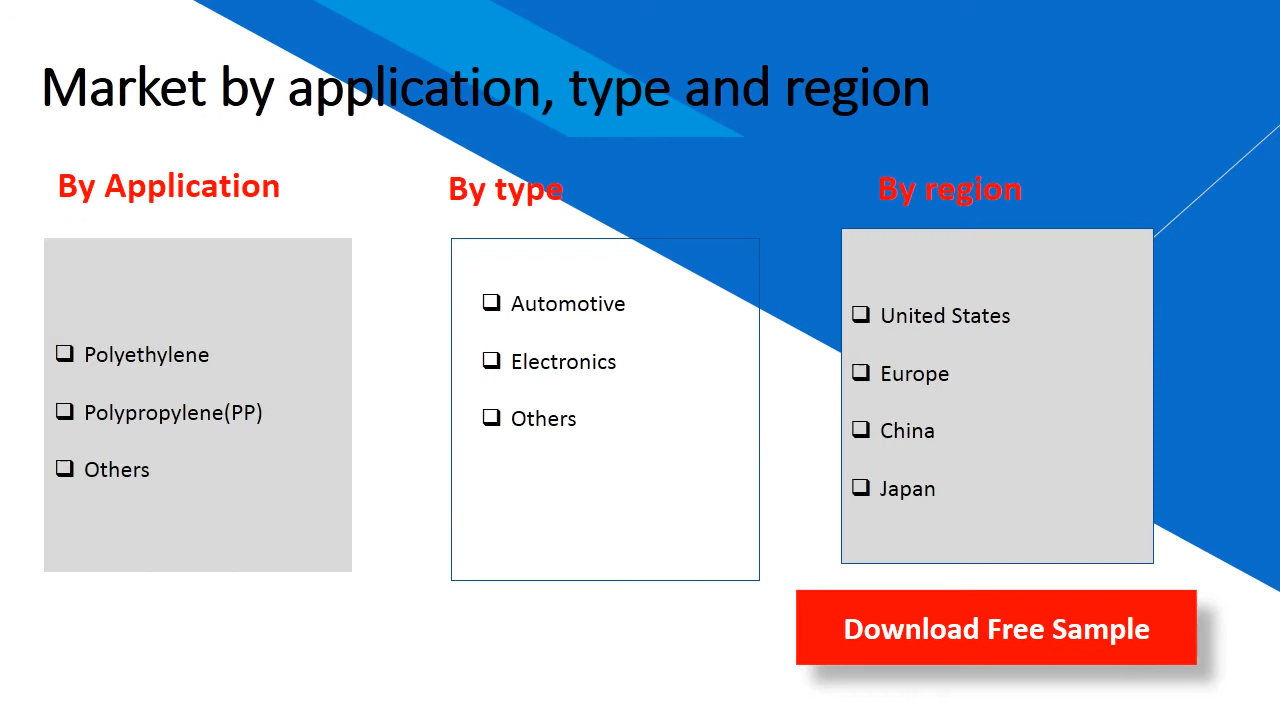 Market by application, type and region
By Application
Polyethylene
Polypropylene(PP)
Others
By type
Automotive
Electronics
Others
By region
United States
Europe
China
Japan
Download Free Sample